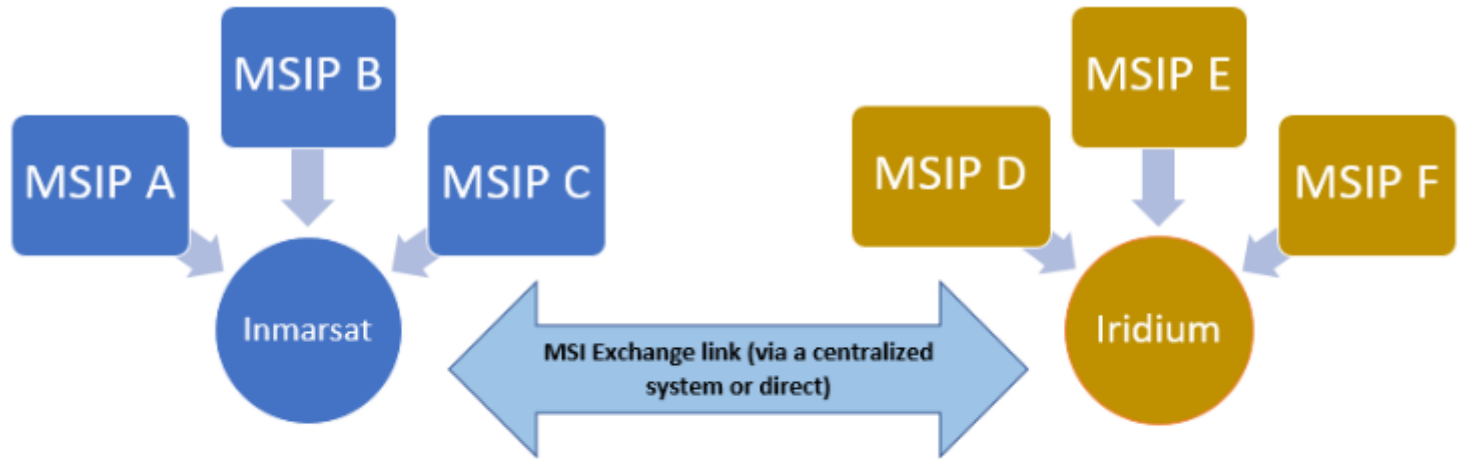 MSIP A
MSIP B
MSIP C
Inmarsat
MSI Exchange link (via a centralized
system or direct)
MSIP D
MSIP E
MSIP F
Iridium